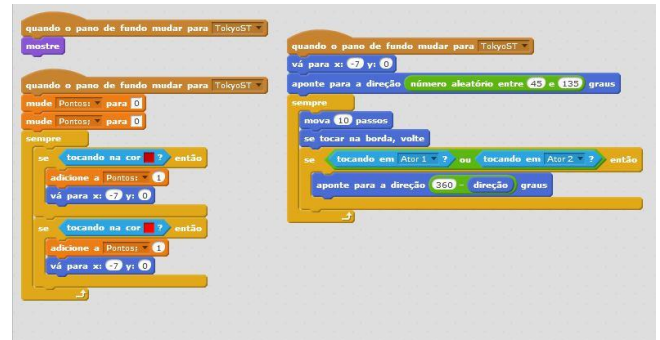 quando o pano de fundo mudar para TokyoST
mostre
quando o pano de fundo mudar para TokyoST
mude Pontos: para 0
mude Pontos: para 0
sempre
se tocando na cor ? então
adicione a Pontos: 1
vá para x: -7 y: 0
se tocando na cor ? então
adicione a Pontos: 1
vá para x: -7 y: 0
quando o pano de fundo mudar para TokyoST
vá para x: -7 y: 0
aponte para a direção número aleatório entre 45 e 135 graus
sempre
mova 10 passos
se tocar na borda, volte
se tocando em Ator 1 ? ou tocando em Ator 2 ? então
aponte para a direção 360 - direção graus